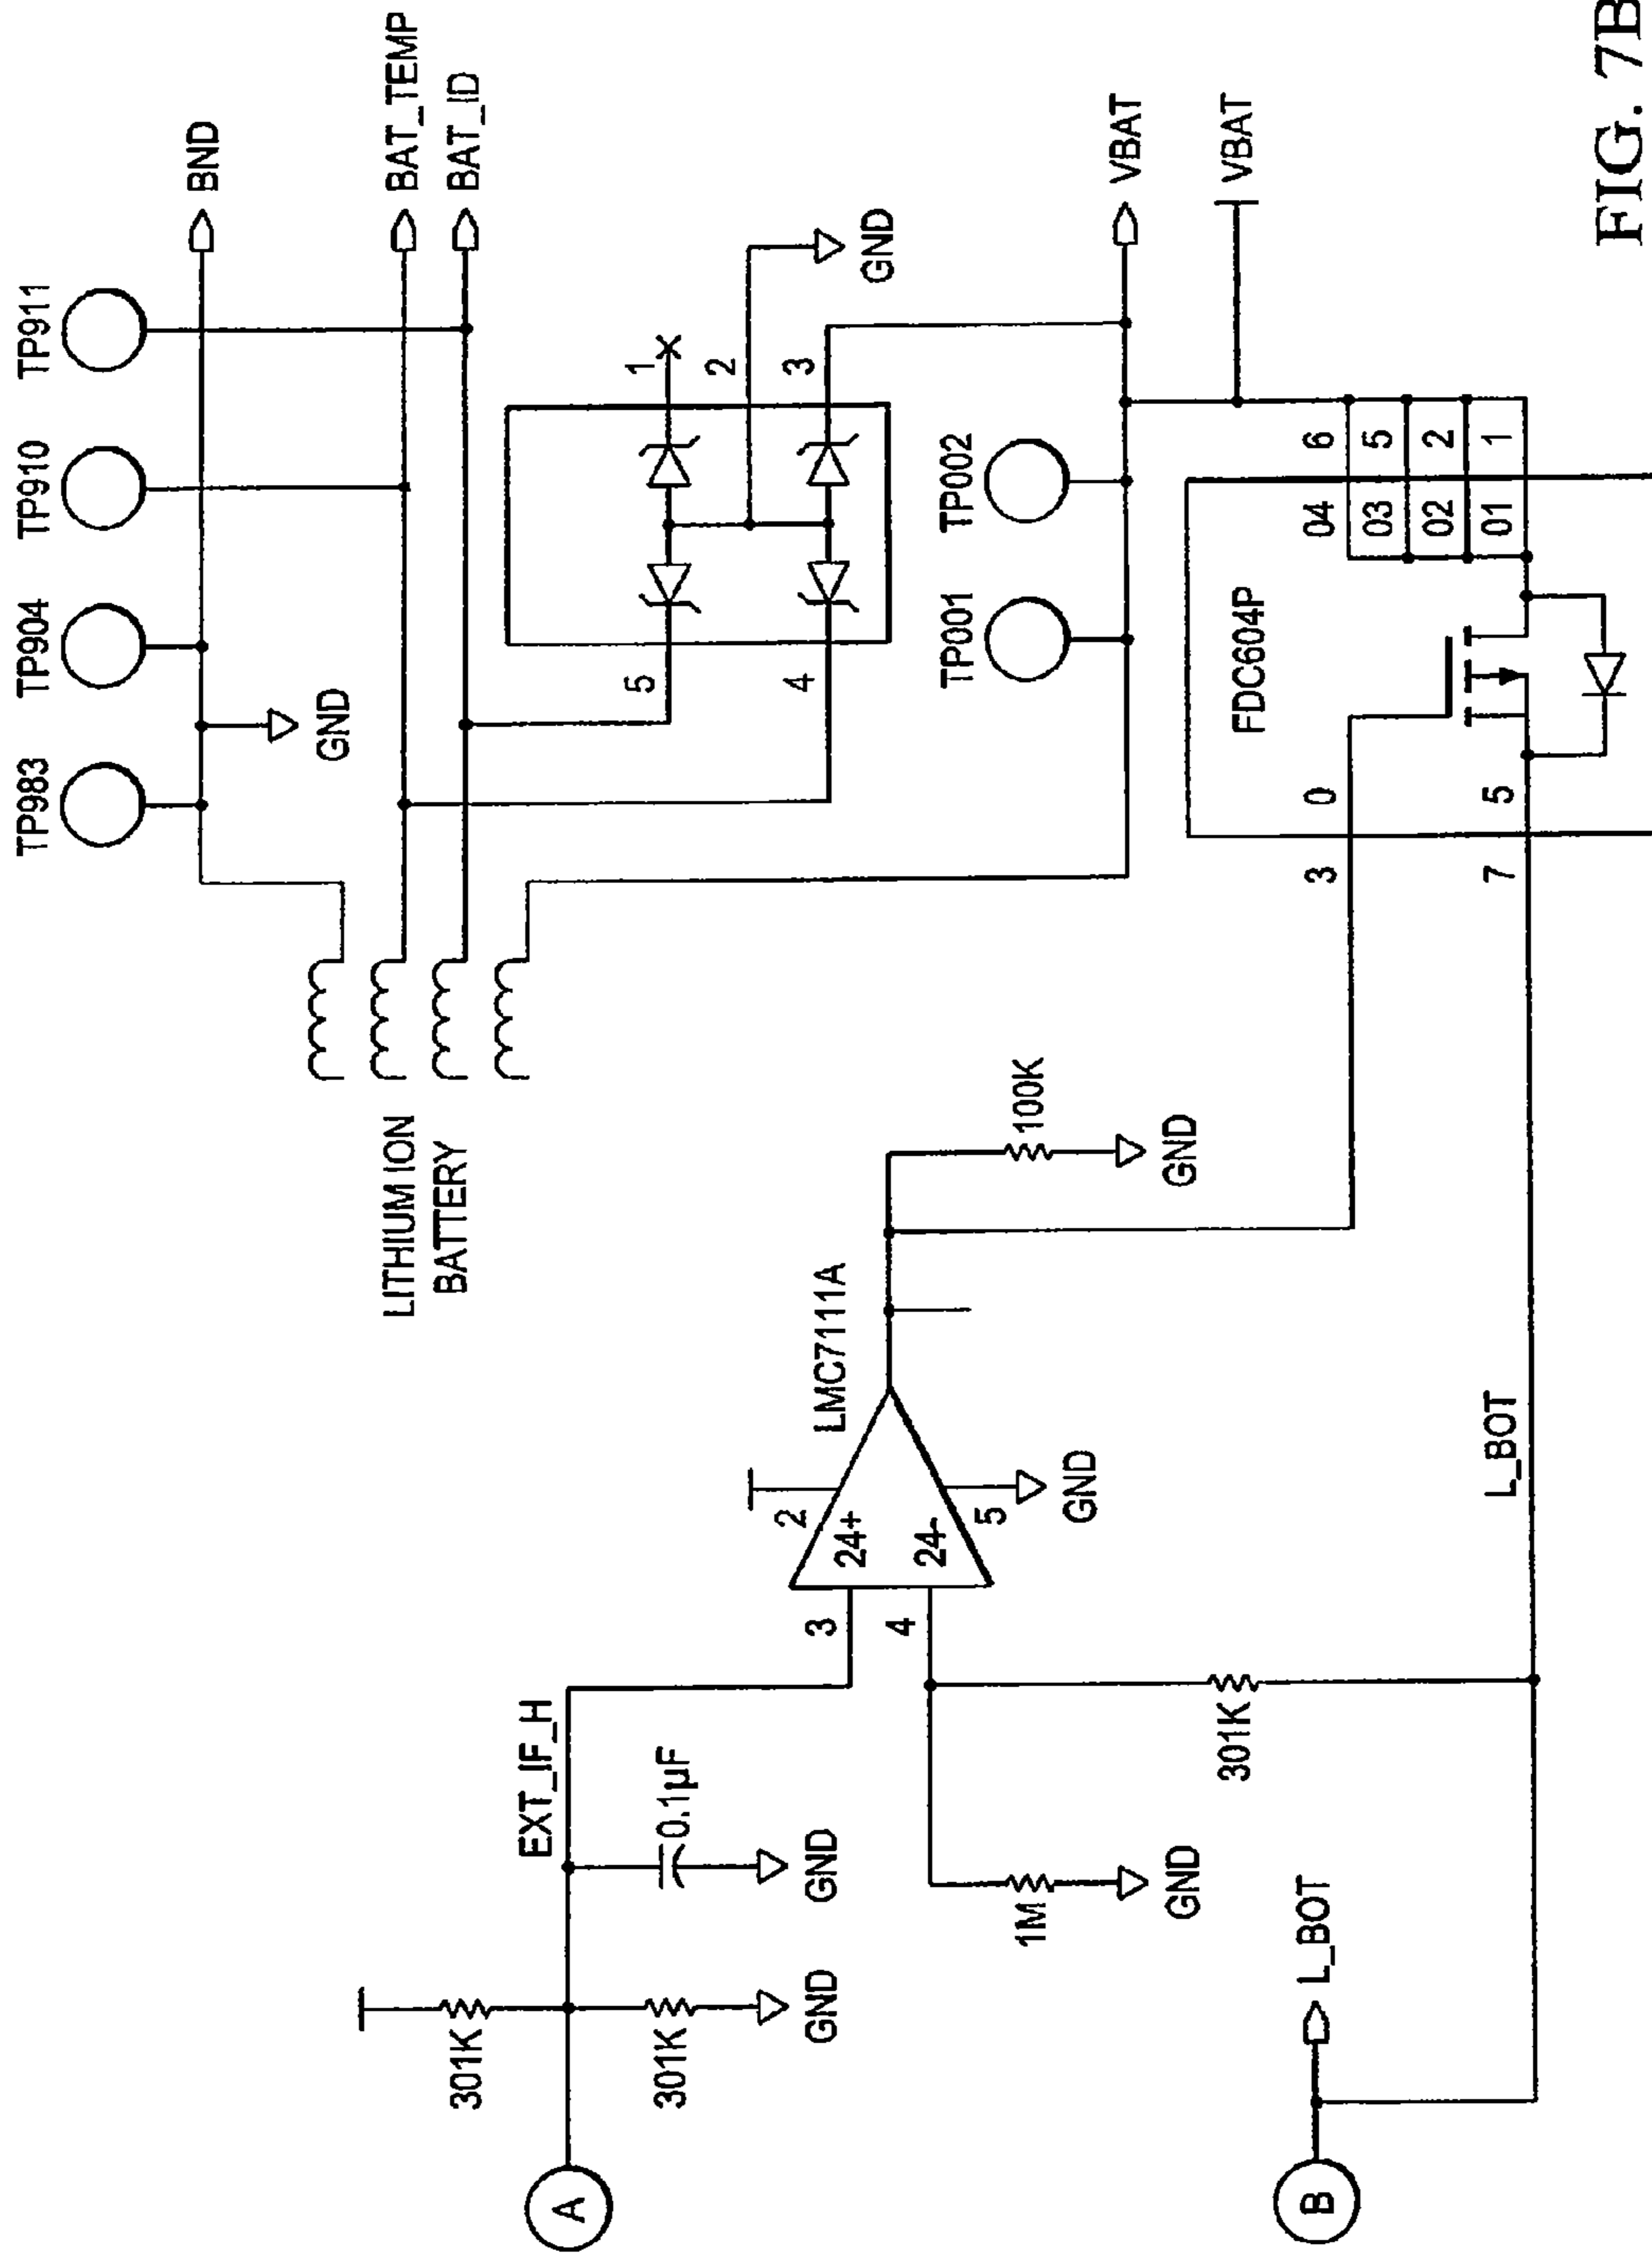 TP983
TP904
TP910
TP911
BND
GND
BAT_TEMP
BAT_ID
LITHIUM ION
BATTERY
5
4
1
2
3
GND
TP001
TP002
VBAT
VBAT
301K
EXT_IF_H
0.1µF
A
301K
GND
GND
3
4
2
24+
24-
5
GND
LMC7111A
100K
GND
1M
GND
301K
FDC604P
3
0
7
5
04
6
03
5
02
2
01
1
B
L_BOT
L_BOT
FIG. 7B